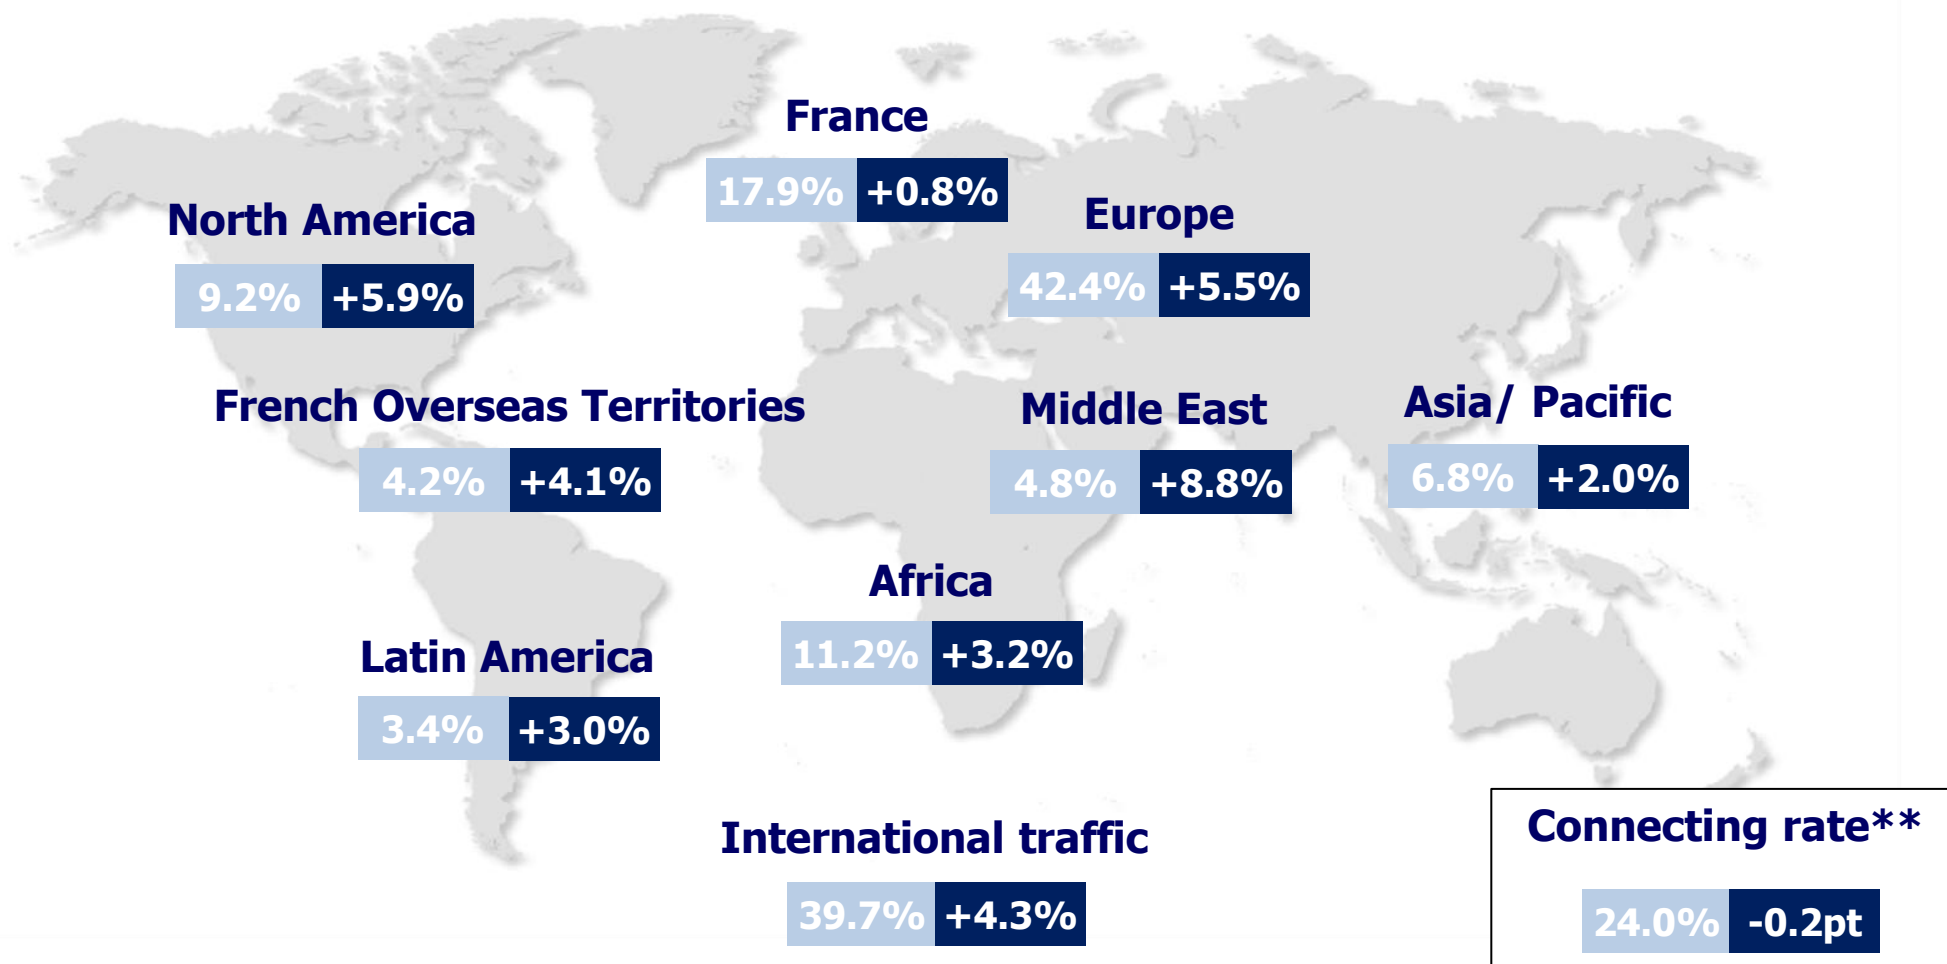 France
17.9% +0.8%
North America
9.2% +5.9%
Europe
42.4% +5.5%
French Overseas Territories
4.2% +4.1%
Middle East
4.8% +8.8%
Asia/ Pacific
6.8% +2.0%
Africa
11.2% +3.2%
Latin America
3.4% +3.0%
International traffic
39.7% +4.3%
Connecting rate**
24.0% -0.2pt